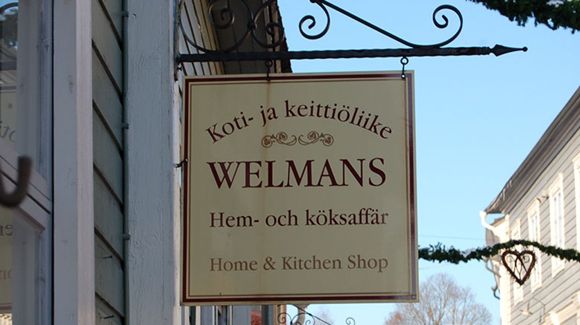 Koti- ja keittiöliike
WELMANS
Hem- och köksaffär
Home & Kitchen Shop